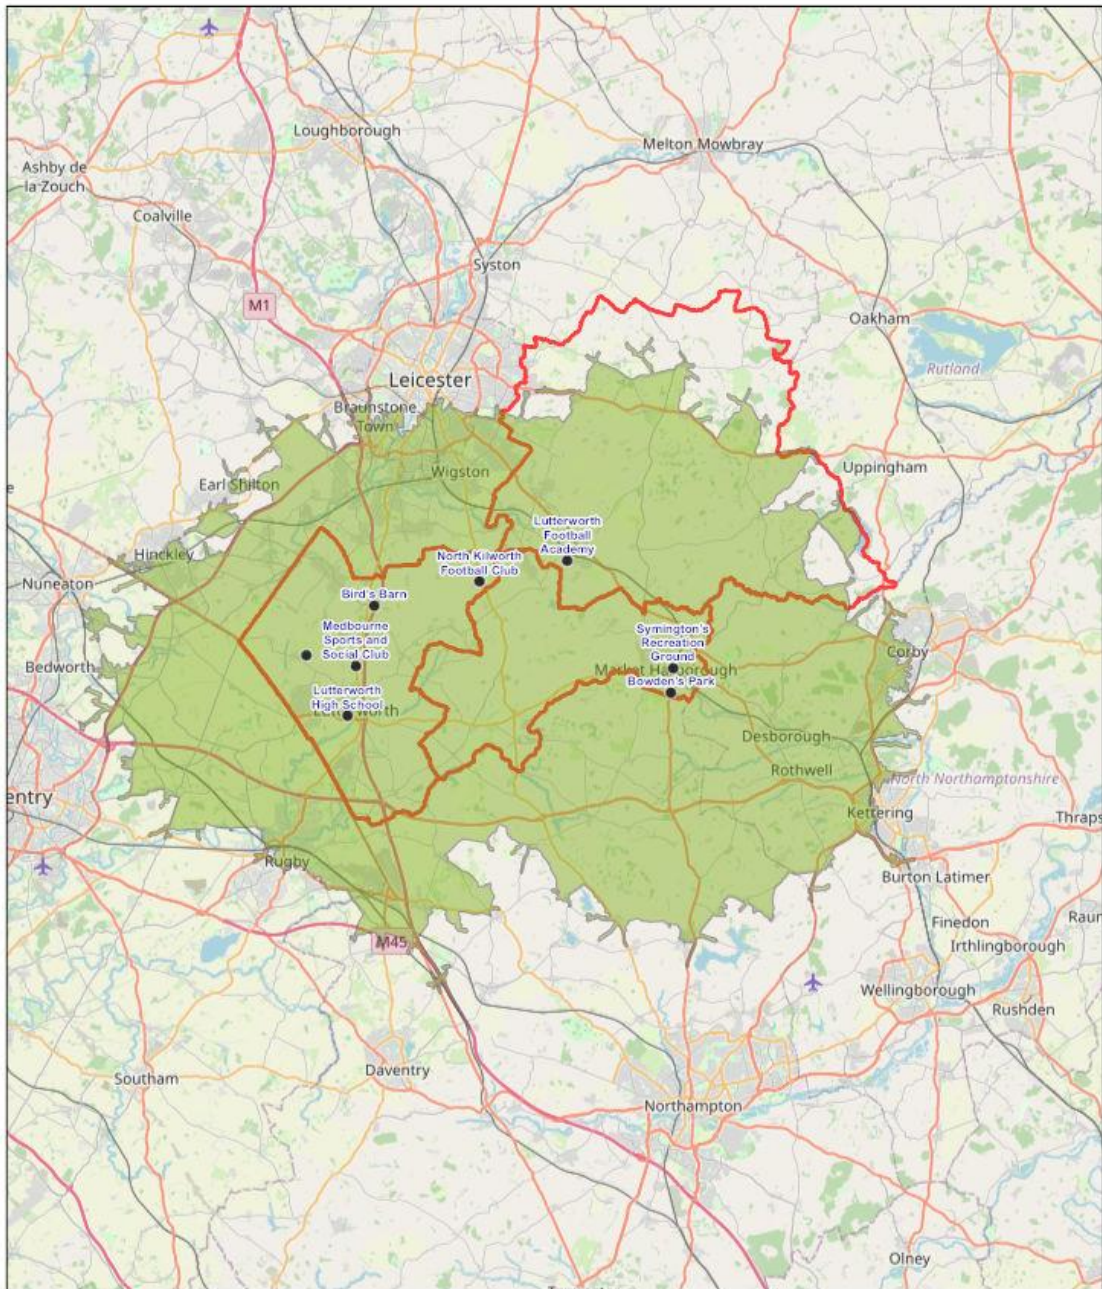 Loughborough
Melton Mowbray
Ashby de
la Zouch
Coalville
Syston
M1
Oakham
Rutland
Leicester
Braunstone
Town
Uppingham
Wigston
Earl Shilton
Lutterworth
Football
Academy
Hinckley
North Kilworth
Football Club
Nuneaton
Bird's Barn
Medbourne
Sports and
Social Club
Symington's
Recreation
Ground
Corby
Bedworth
Market Harborough
Bowden's Park
Lutterworth
High School
Desborough
Rothwell
North Northamptonshire
entry
Kettering
Thraps
Rugby
Burton Latimer
Finedon
Raun
M45
Irthlingborough
Wellingborough
Rushden
Daventry
Southam
Northampton
Olney